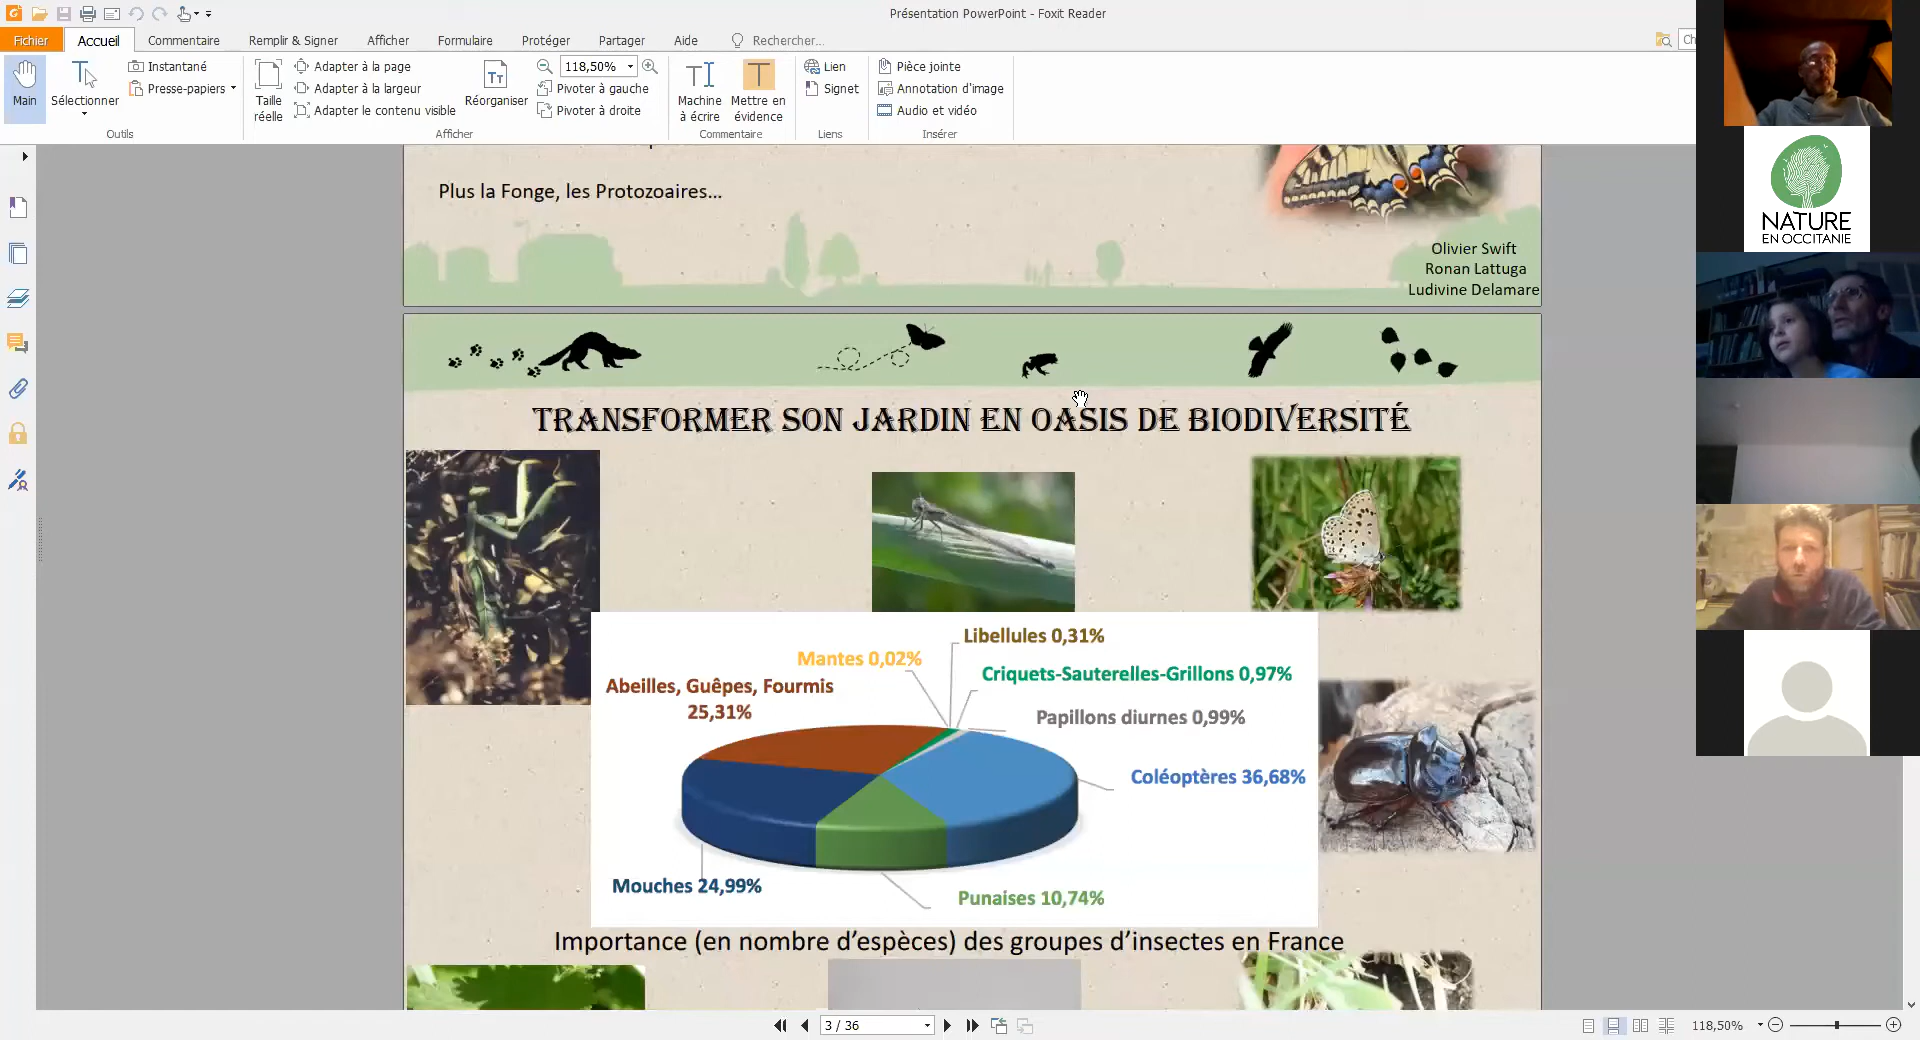 Présentation PowerPoint - Foxit Reader
Fichier
Accueil
Commentaire
Remplir & Signer
Afficher
Formulaire
Protéger
Partager
Aide
Rechercher...
Ch
Main
Sélectionner
Instantané
Presse-papiers
Outils
Taille
réelle
Adapter à la page
Adapter à la largeur
Adapter le contenu visible
Réorganiser
118,50%
Pivoter à gauche
Pivoter à droite
Afficher
Machine
à écrire
Mettre en
évidence
Commentaire
Lien
Signet
Liens
Pièce jointe
Annotation d'image
Audio et vidéo
Insérer
Plus la Fonge, les Protozoaires...
Olivier Swift
Ronan Lattuga
Ludivine Delamare
TRANSFORMER SON JARDIN EN OASIS DE BIODIVERSITÉ
Libellules 0,31%
Mantes 0,02%
Criquets-Sauterelles-Grillons 0,97%
Abeilles, Guêpes, Fourmis
25,31%
Papillons diurnes 0,99%
Coléoptères 36,68%
Mouches 24,99%
Punaises 10,74%
Importance (en nombre d'espèces) des groupes d'insectes en France
NATURE
EN OCCITANIE
3 / 36
118,50%